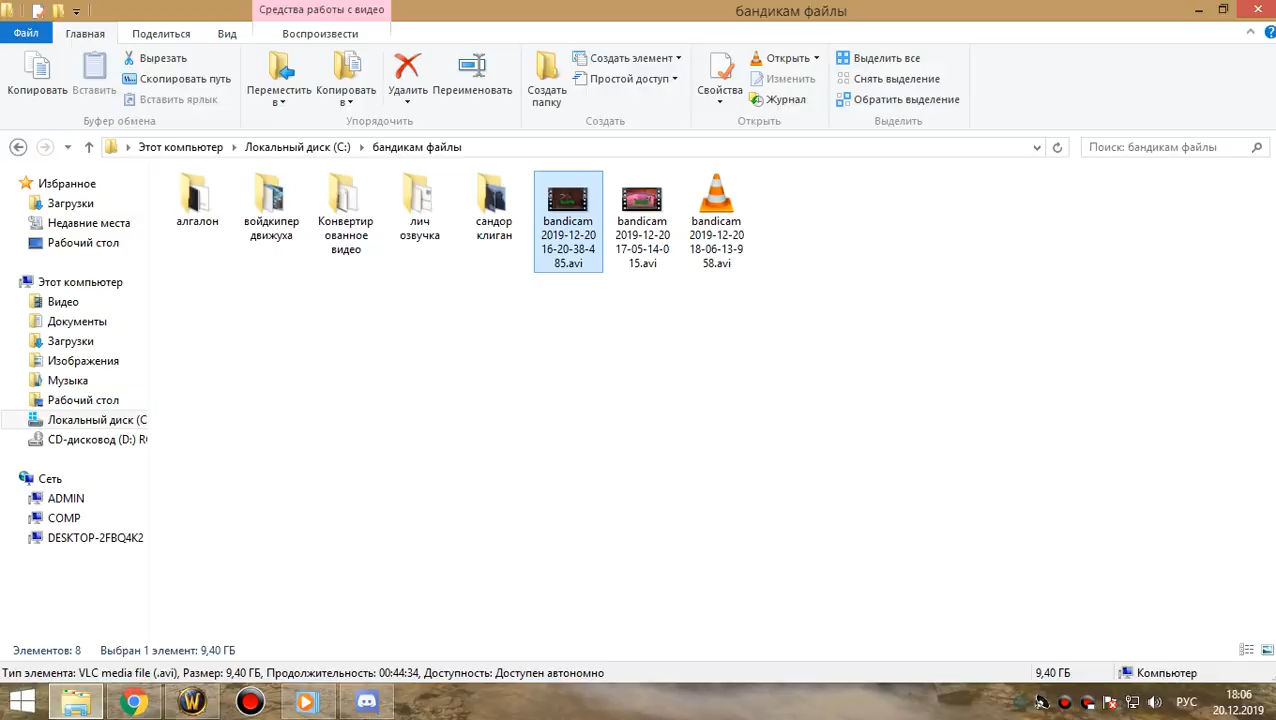 Средства работы с видео
бандикам файлы
Файл
Главная
Поделиться
Вид
Воспроизвести
Копировать
Вставить
Вырезать
Скопировать путь
Вставить ярлык
Буфер обмена
Переместить в
Копировать в
Удалить
Переименовать
Упорядочить
Создать папку
Создать элемент
Простой доступ
Создать
Свойства
Открыть
Изменить
Журнал
Открыть
Выделить все
Снять выделение
Обратить выделение
Выделить
Этот компьютер
Локальный диск (C:)
бандикам файлы
Поиск: бандикам файлы
Избранное
Загрузки
Недавние места
Рабочий стол
Этот компьютер
Видео
Документы
Загрузки
Изображения
Музыка
Рабочий стол
Локальный диск (C
CD-дисковод (D:) R
Сеть
ADMIN
COMP
DESKTOP-2FBQ4K2
алгалон
войдкипер
движуха
Конвертир
ованное
видео
лич
озвучка
сандор
клиган
bandicam
2019-12-20
16-20-38-4
85.avi
bandicam
2019-12-20
17-05-14-0
15.avi
bandicam
2019-12-20
18-06-13-9
58.avi
Элементов: 8
Выбран 1 элемент: 9,40 ГБ
Тип элемента: VLC media file (.avi), Размер: 9,40 ГБ, Продолжительность: 00:44:34, Доступность: Доступен автономно
9,40 ГБ
Компьютер
РУС
18:06
20.12.2019